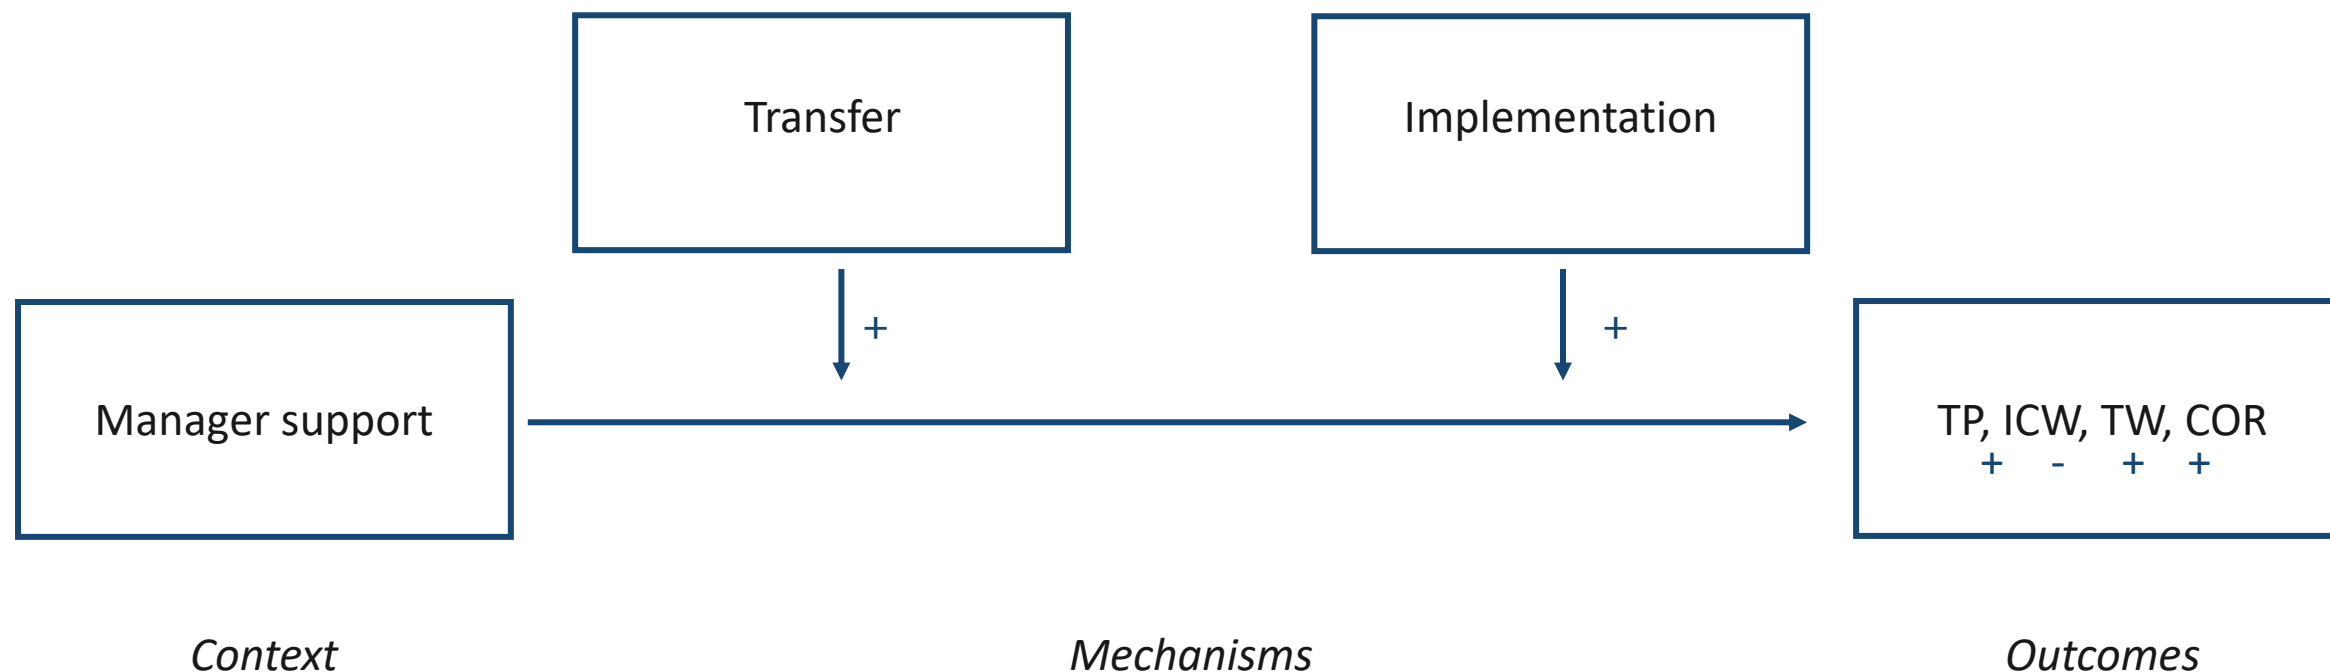 Transfer
Implementation
+
+
Manager support
TP, ICW, TW, COR
+ - + +
Context
Mechanisms
Outcomes